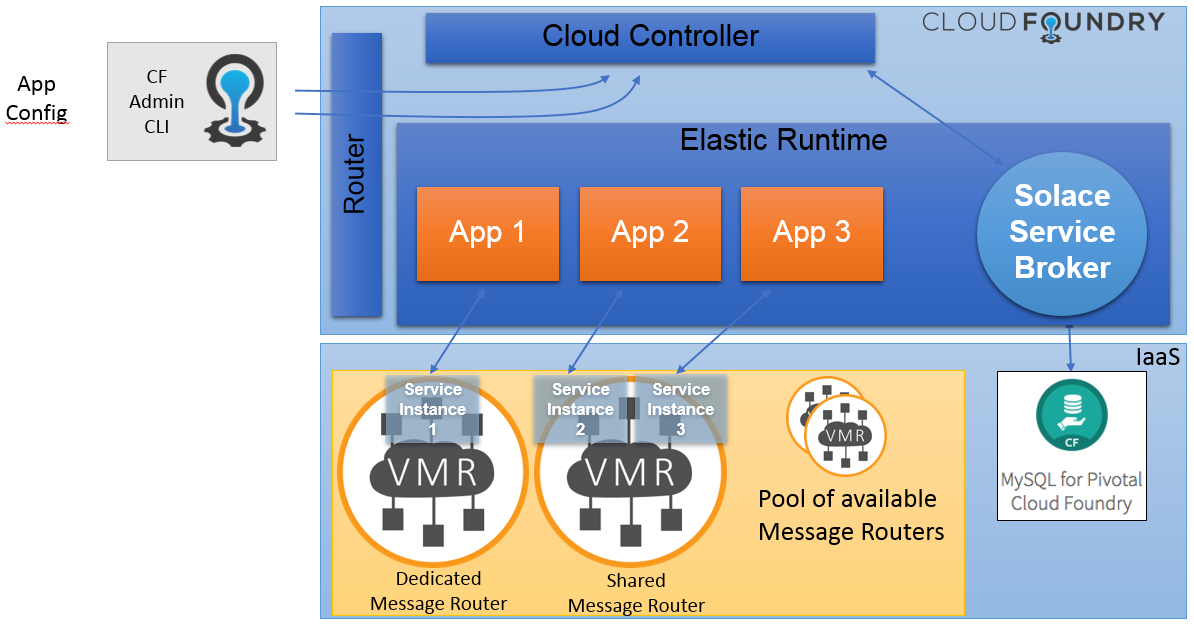 CLOUDFOUNDRY
Cloud Controller
App
Config
CF
Admin
CLI
Router
Elastic Runtime
App 1
App 2
App 3
Solace
Service
Broker
IaaS
Service
Instance
1
Service
Instance
2
Service
Instance
3
VMR
VMR
VMR
Pool of available
Message Routers
CF
MySQL for Pivotal
Cloud Foundry
Dedicated
Message Router
Shared
Message Router